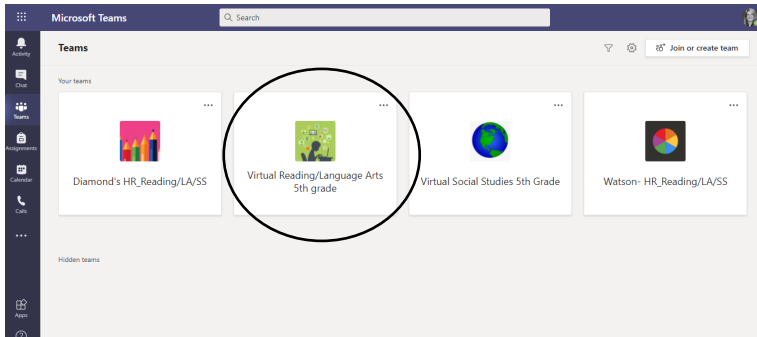 Microsoft Teams
Search
Activity
Chat
Teams
Assignments
Calendar
Calls
Apps
Teams
Join or create team
Your teams
Diamond's HR_Reading/LA/SS
Virtual Reading/Language Arts
5th grade
Virtual Social Studies 5th Grade
Watson- HR_Reading/LA/SS
Hidden teams